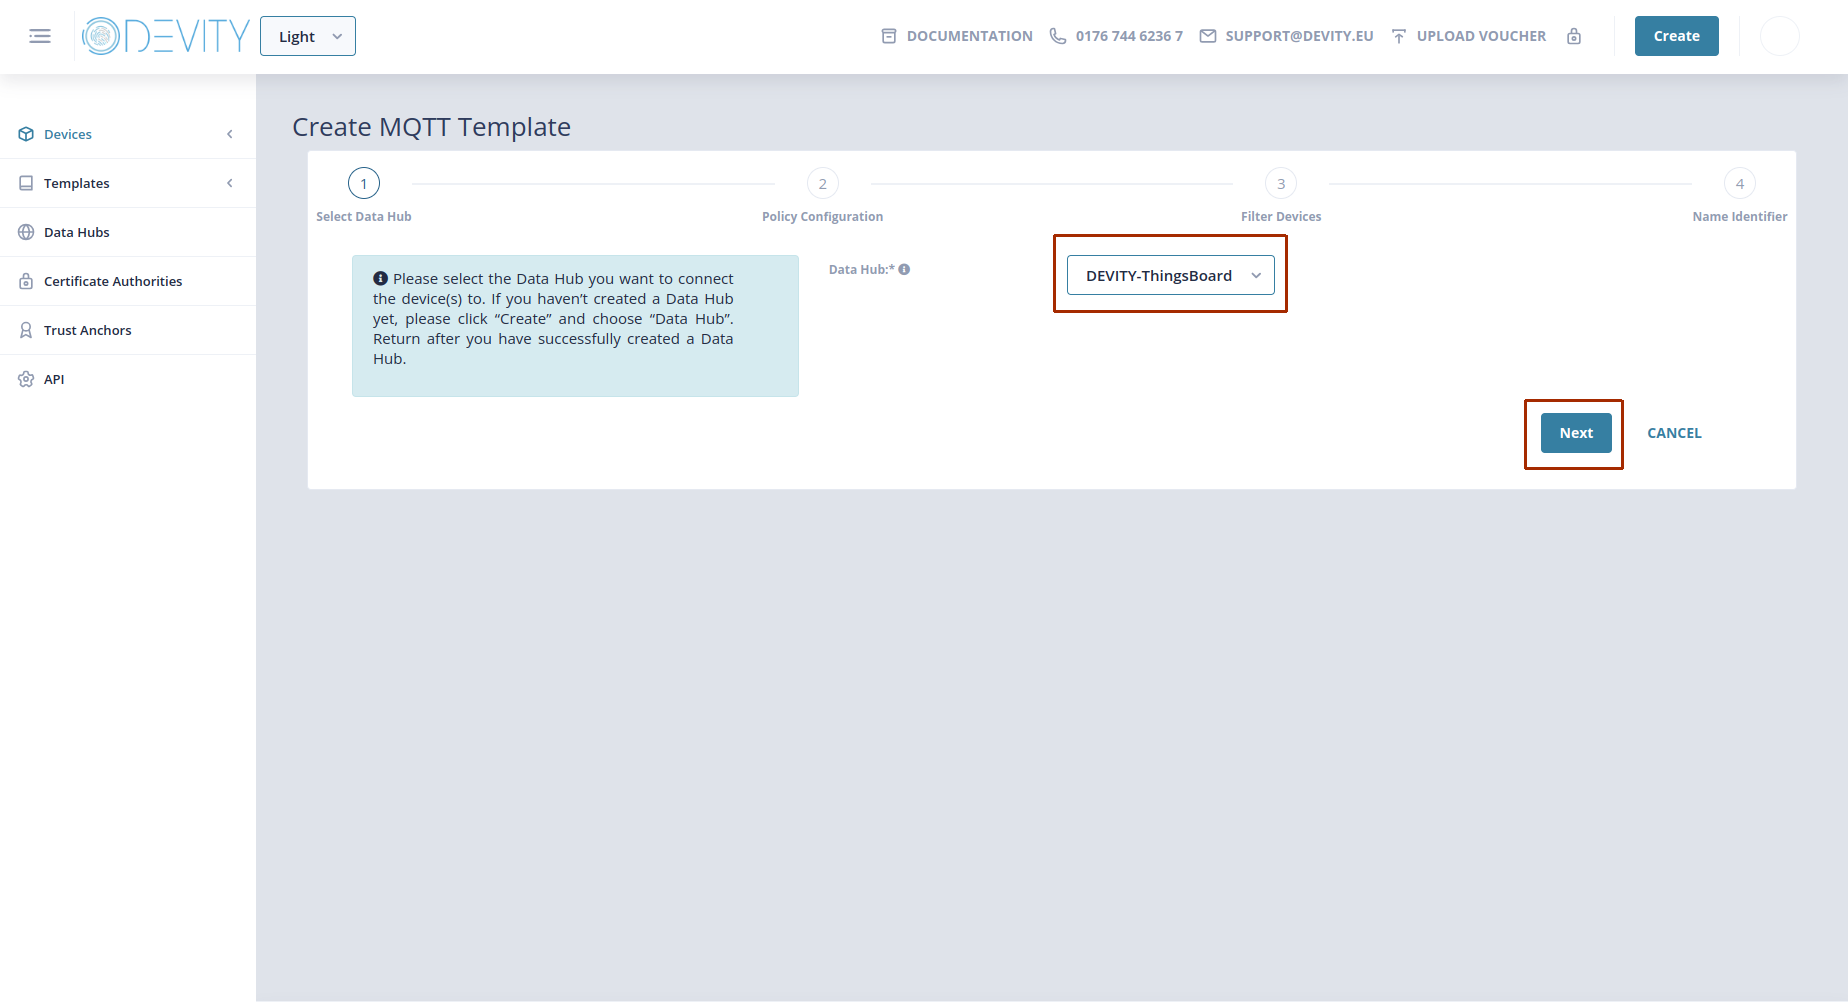 DEVITY
Light
DOCUMENTATION
0176 744 6236 7
SUPPORT@DEVITY.EU
UPLOAD VOUCHER
Create
Devices
Templates
Data Hubs
Certificate Authorities
Trust Anchors
API
Create MQTT Template
1
2
3
4
Select Data Hub
Policy Configuration
Filter Devices
Name Identifier
Please select the Data Hub you want to connect
the device(s) to. If you haven’t created a Data Hub
yet, please click “Create” and choose “Data Hub”.
Return after you have successfully created a Data
Hub.
Data Hub:*
DEVITY-ThingsBoard
Next
CANCEL